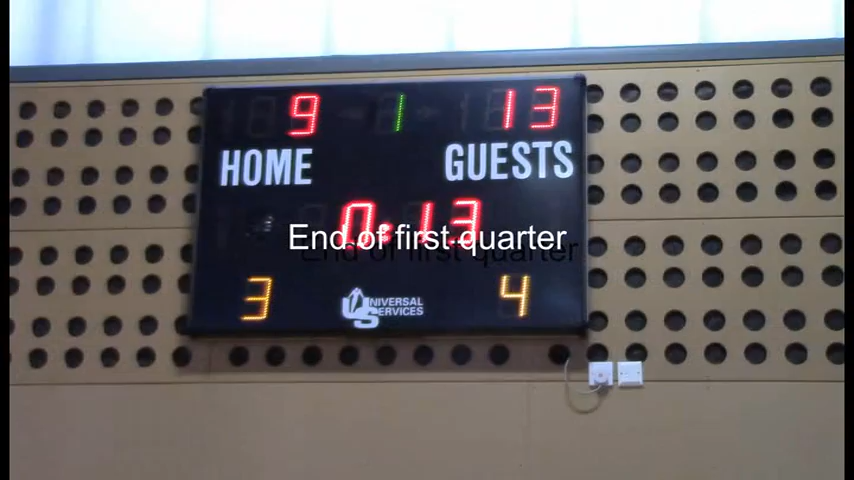 9 1 13
HOME GUESTS
0:13
End of first quarter
3 4
UNIVERSAL
SERVICES